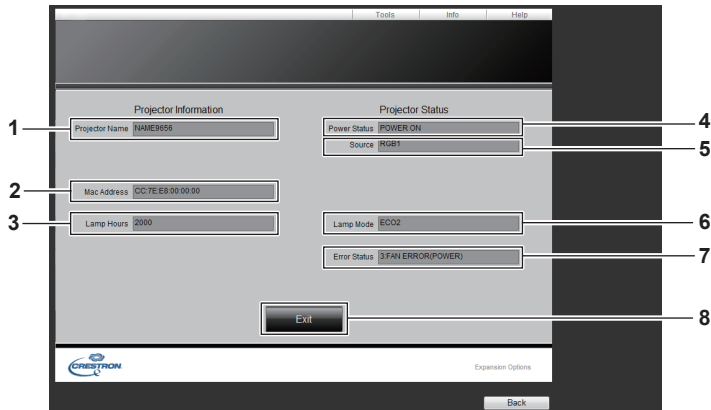 Tools Info Help
Projector Information Projector Status
1 Projector Name NAME9656 Power Status POWER ON 4
Source RGB1 5
2 Mac Address CC:7E:E8:00:00:00
3 Lamp Hours 2000 Lamp Mode ECO2 6
Error Status 3:FAN ERROR(POWER) 7
Exit 8
CRESTRON Expansion Options
Back